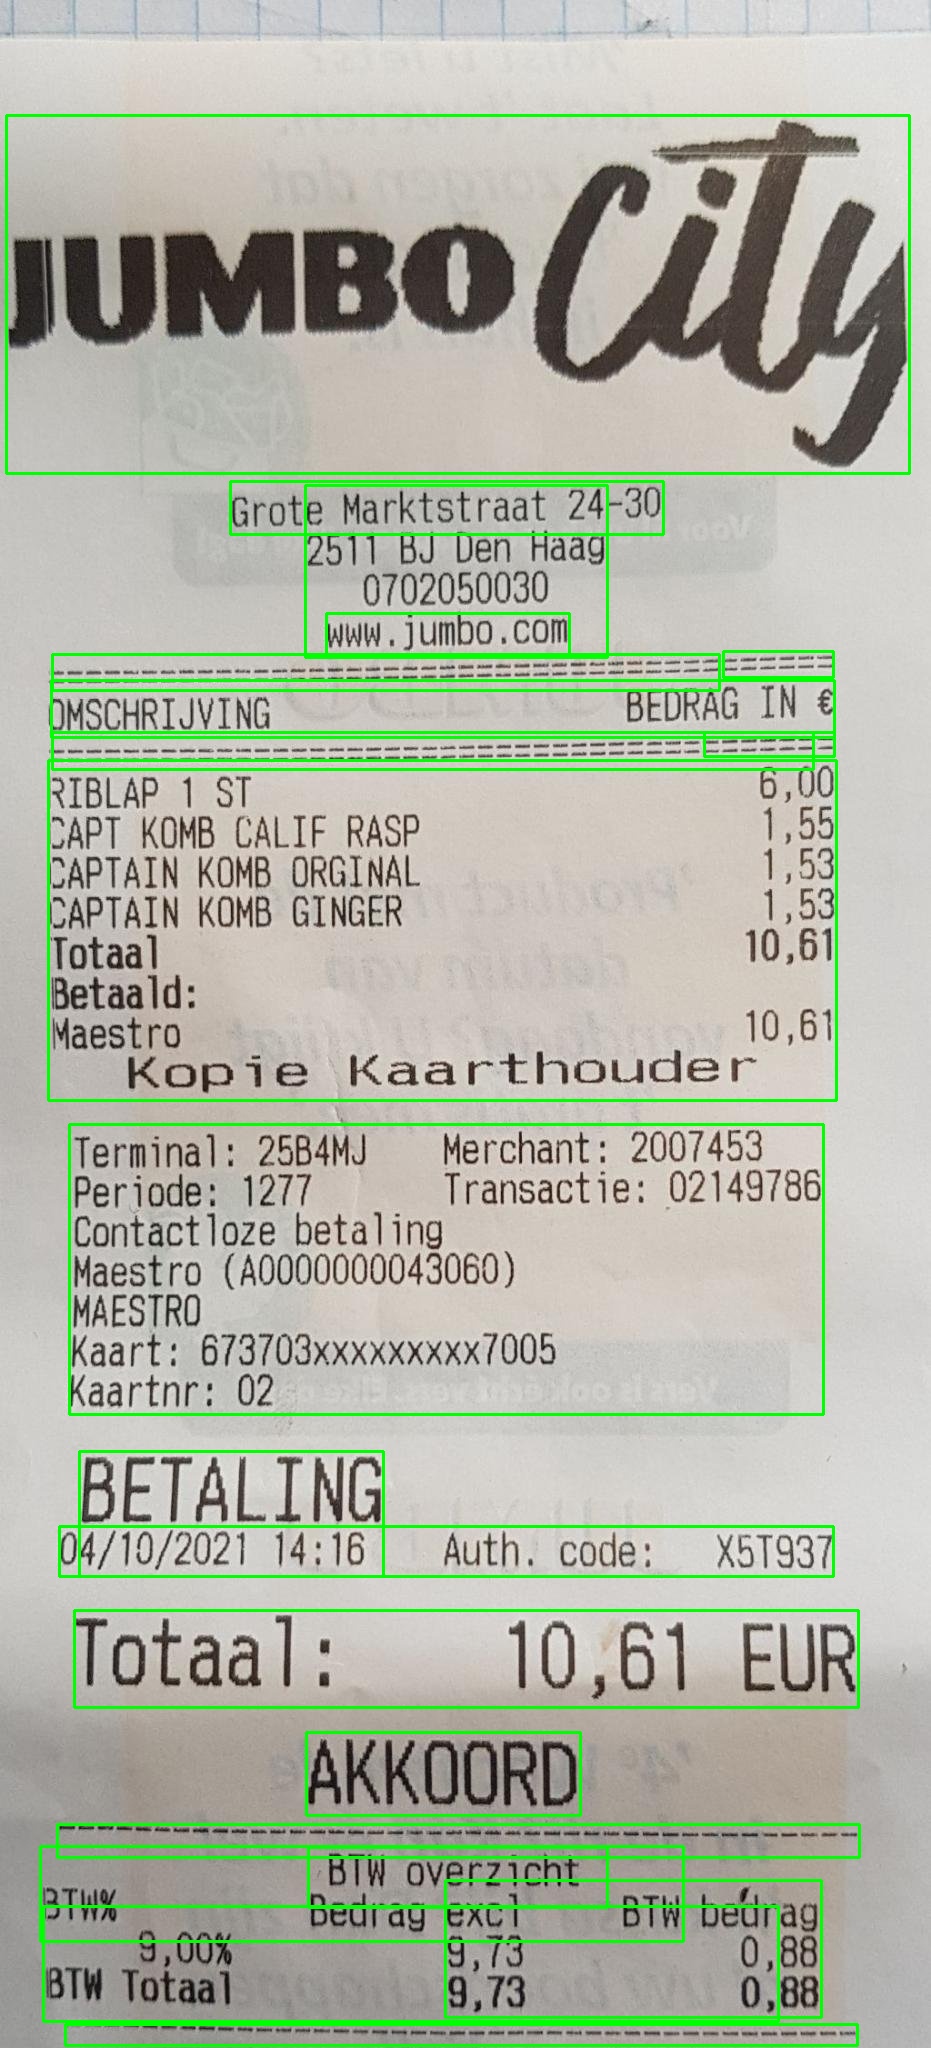 JUMBO City
Grote Marktstraat 24-30
2511 BJ Den Haag
0702050030
www.jumbo.com
================================================
OMSCHRIJVING BEDRAG IN €
================================================
RIBLAP 1 ST 6,00
CAPT KOMB CALIF RASP 1,55
CAPTAIN KOMB ORGINAL 1,53
CAPTAIN KOMB GINGER 1,53
Totaal 10,61
Betaald:
Maestro 10,61
Kopie Kaarthouder
Terminal: 25B4MJ Merchant: 2007453
Periode: 1277 Transactie: 02149786
Contactloze betaling
Maestro (A0000000043060)
MAESTRO
Kaart: 673703xxxxxxxxx7005
Kaartnr: 02
BETALING
04/10/2021 14:16 Auth. code: X5T937
Totaal: 10,61 EUR
AKKOORD
------------------------------------------------
BTW overzicht
BTW% Bedrag excl BTW bedrag
9,00% 9,73 0,88
BTW Totaal 9,73 0,88
------------------------------------------------